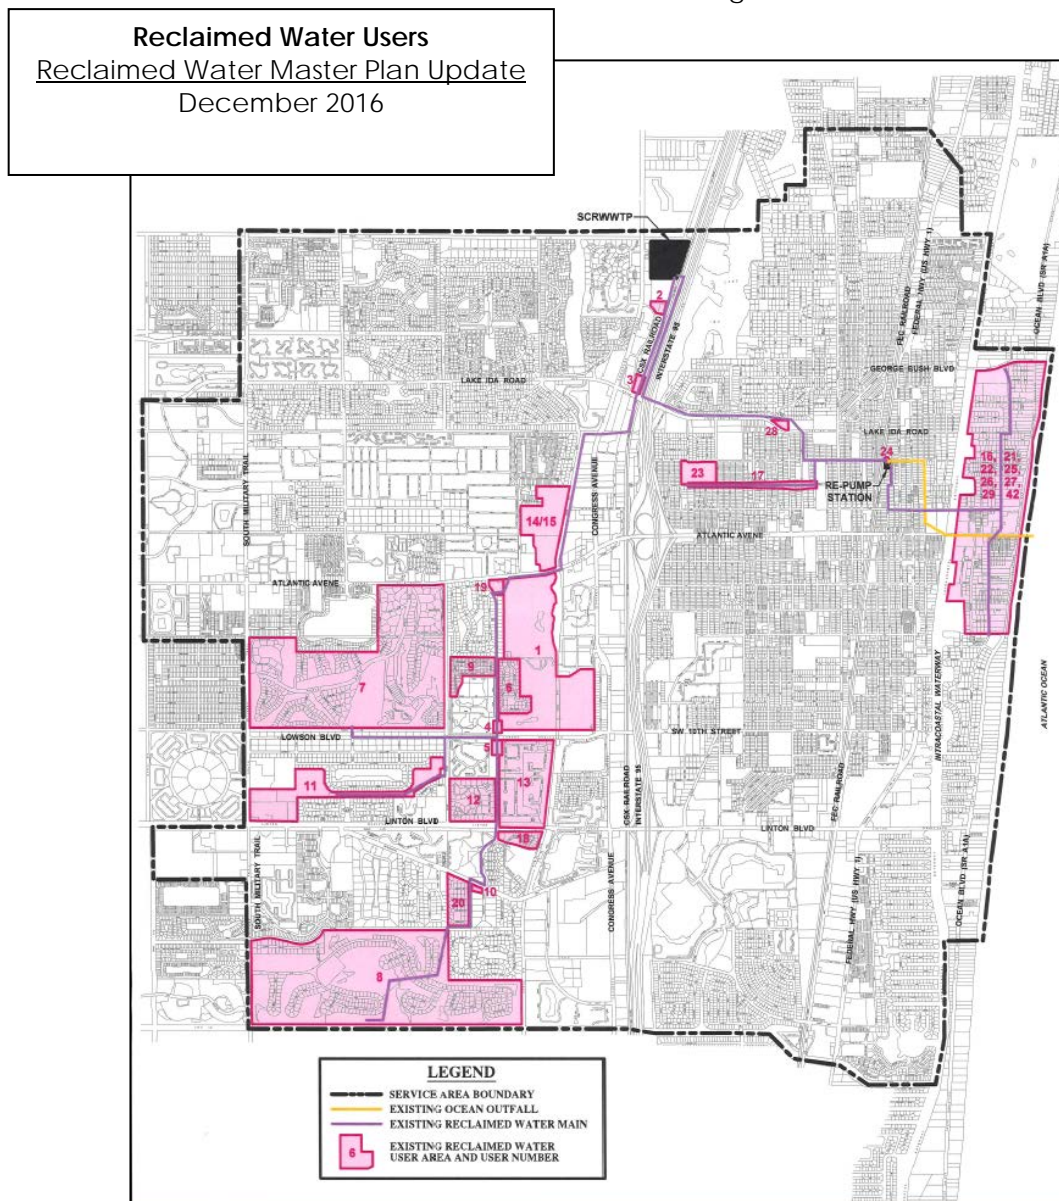 Reclaimed Water Users
Reclaimed Water Master Plan Update
December 2016
SCRWWTP
2
CSX RAILROAD
INTERSTATE 95
FEC RAILROAD
FEDERAL HWY (US HWY 1)
OCEAN BLVD (SR A1A)
3
LAKE IDA ROAD
GEORGE BUSH BLVD
28
LAKE IDA ROAD
24
SOUTH MILITARY TRAIL
CONGRESS AVENUE
23
17
RE-PUMP
STATION
21,
22, 25,
26, 27,
29 42
14/15
ATLANTIC AVENE
ATLANTIC AVENE
19
1
9
6
7
4
LOWSON BLVD
SW 10TH STREET
5
INTRACOASTAL WATERWAY
ATLANTIC OCEAN
11
12
13
CSX RAILROAD
INTERSTATE 95
FEC RAILROAD
LINTON BLVD
18
LINTON BLVD
SOUTH MILITARY TRAIL
10
20
CONGRESS AVENUE
FEDERAL HWY (US HWY 1)
OCEAN BLVD (SR A1A)
8
LEGEND
SERVICE AREA BOUNDARY
EXISTING OCEAN OUTFALL
EXISTING RECLAIMED WATER MAIN
6
EXISTING RECLAIMED WATER
USER AREA AND USER NUMBER